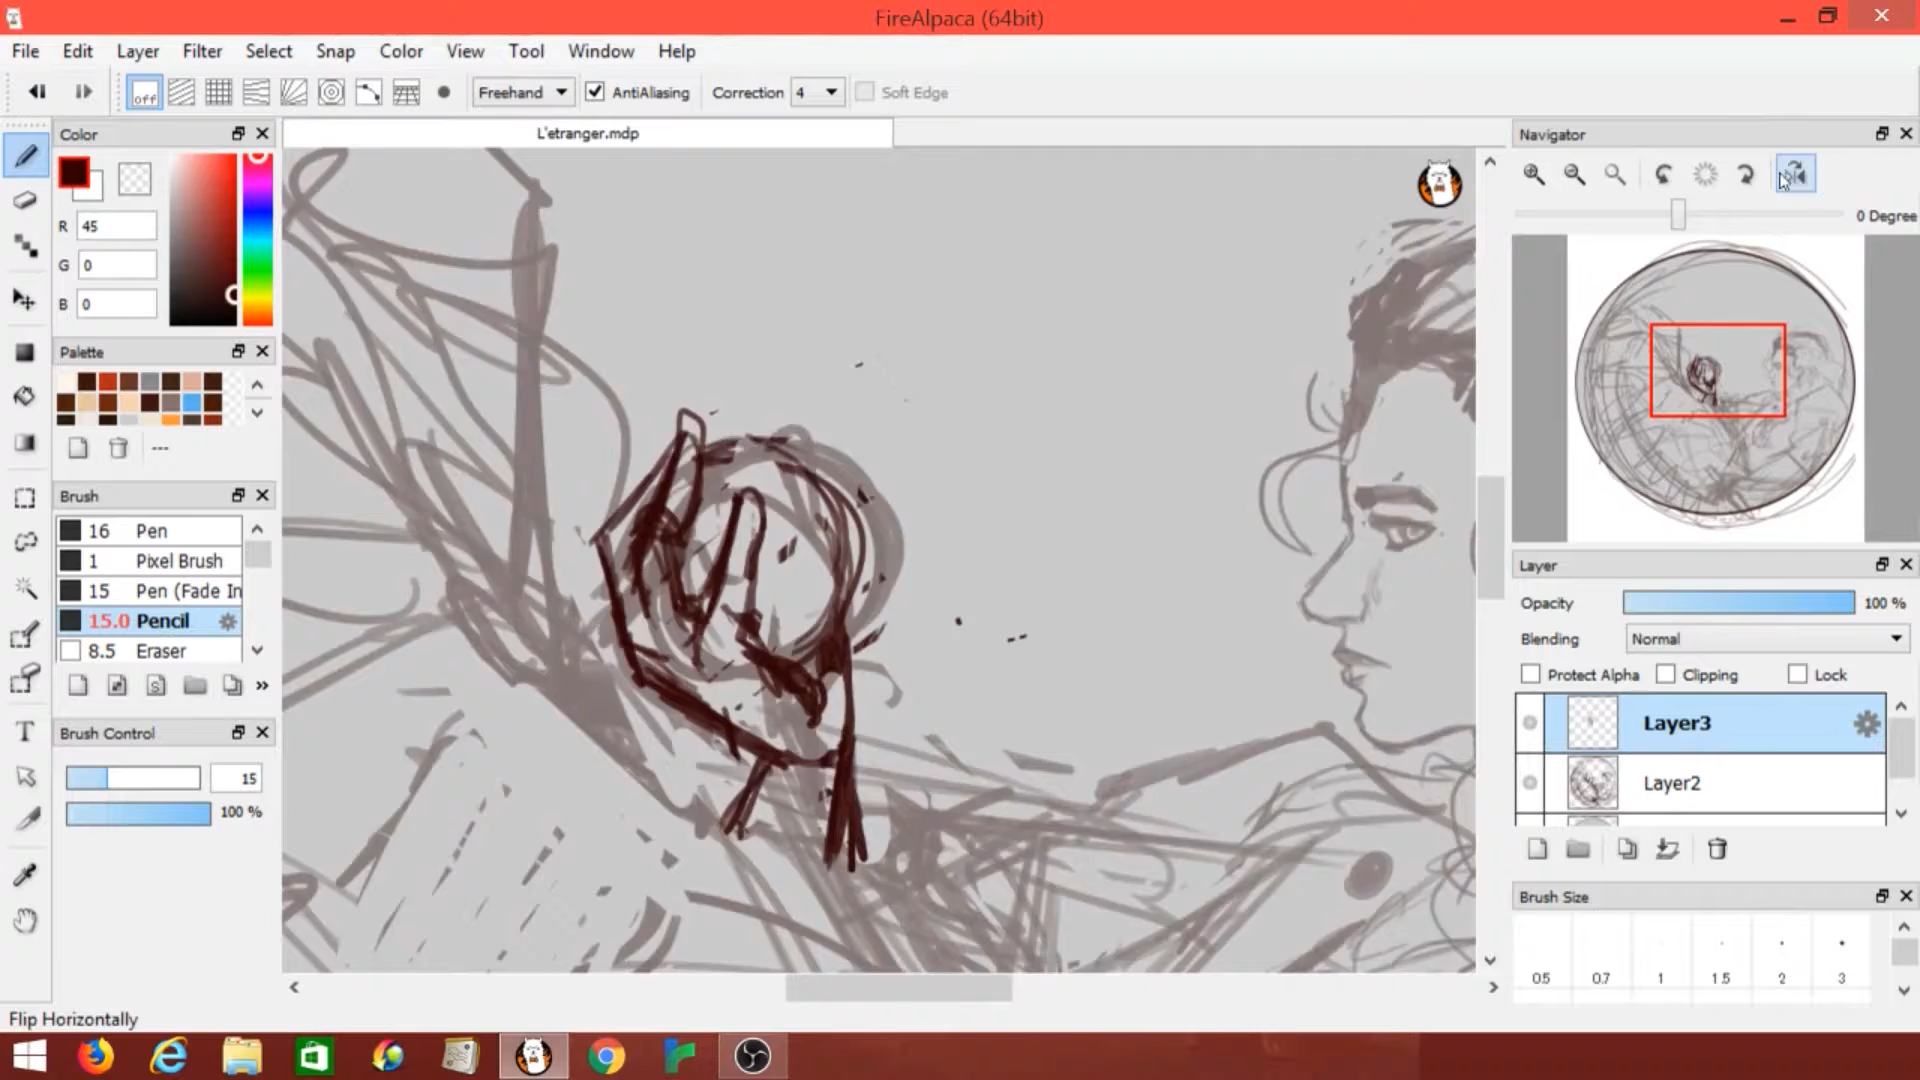 FireAlpaca (64bit)
File Edit Layer Filter Select Snap Color View Tool Window Help
off Freehand AntiAliasing Correction 4 Soft Edge
Color
L'etranger.mdp
Navigator
R 45
G 0
B 0
0 Degree
Palette
---
Brush
16 Pen
1 Pixel Brush
15 Pen (Fade In
15.0 Pencil
8.5 Eraser
Layer
Opacity 100 %
Blending Normal
Protect Alpha Clipping Lock
Layer3
Layer2
Brush Control
15
100 %
Brush Size
0.5 0.7 1 1.5 2 3
Flip Horizontally